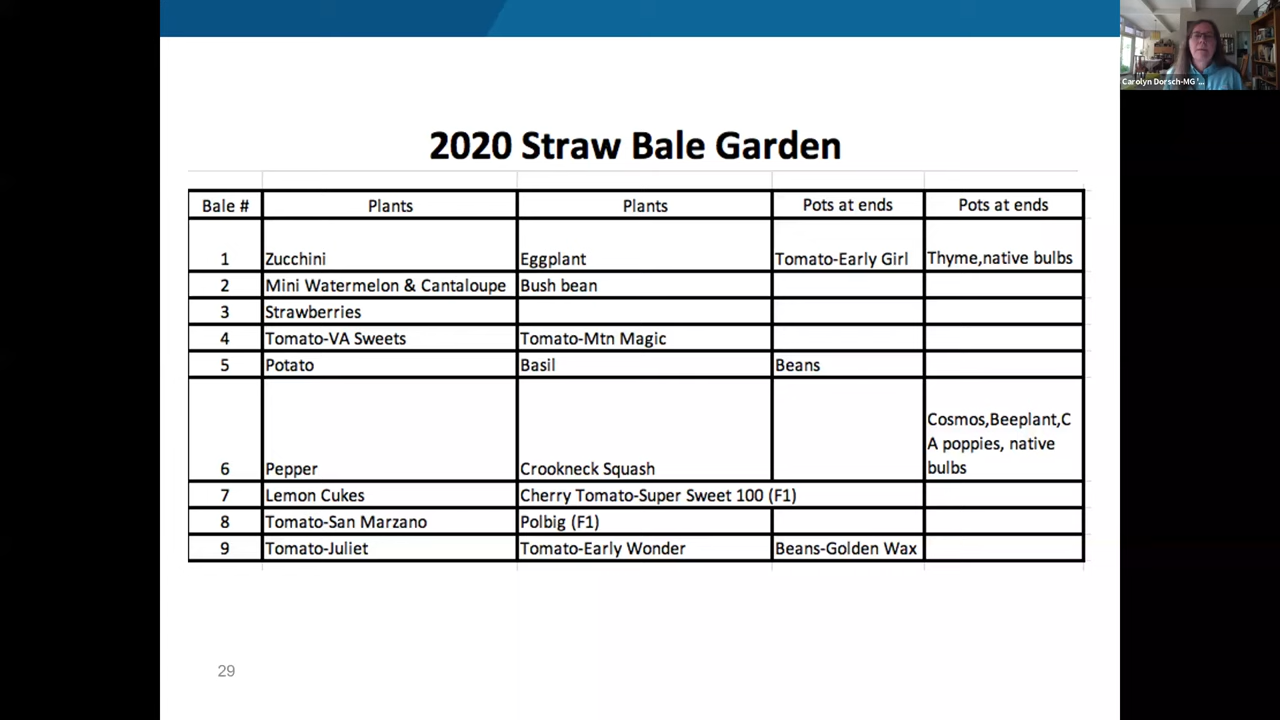 Carolyn Dorsch-MG '...
2020 Straw Bale Garden
Bale # Plants Plants Pots at ends Pots at ends
1 Zucchini Eggplant Tomato-Early Girl Thyme,native bulbs
2 Mini Watermelon & Cantaloupe Bush bean
3 Strawberries
4 Tomato-VA Sweets Tomato-Mtn Magic
5 Potato Basil Beans
Cosmos,Beeplant,C
A poppies, native
6 Pepper Crookneck Squash bulbs
7 Lemon Cukes Cherry Tomato-Super Sweet 100 (F1)
8 Tomato-San Marzano Polbig (F1)
9 Tomato-Juliet Tomato-Early Wonder Beans-Golden Wax
29